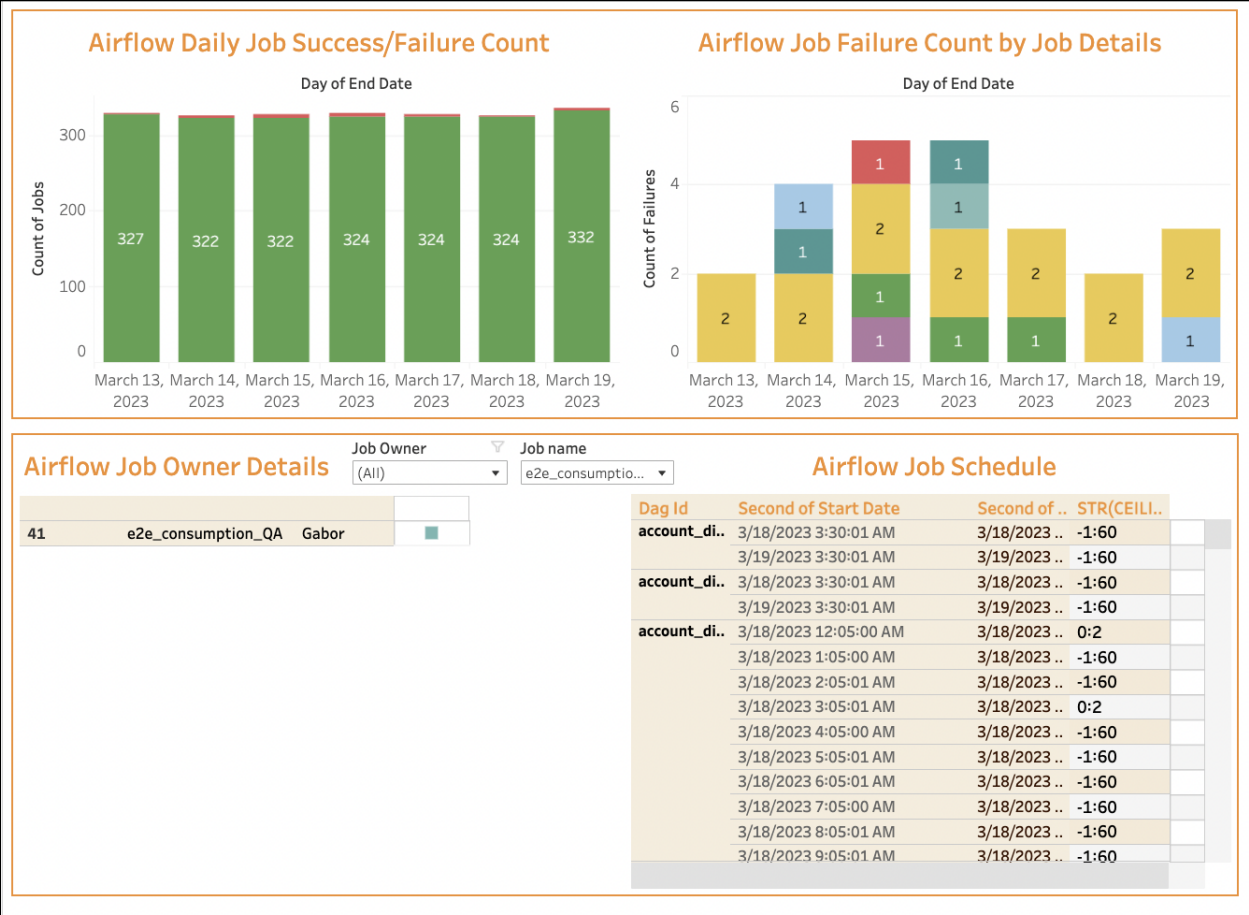 Airflow Daily Job Success/Failure Count
Day of End Date
Count of Jobs
300
200
100
0
327
322
322
324
324
324
332
March 13, March 14, March 15, March 16, March 17, March 18, March 19,
2023 2023 2023 2023 2023 2023 2023
Airflow Job Failure Count by Job Details
Day of End Date
Count of Failures
6
4
2
0
2
1
1
2
1
2
1
1
1
1
2
1
2
1
2
2
1
March 13, March 14, March 15, March 16, March 17, March 18, March 19,
2023 2023 2023 2023 2023 2023 2023
Airflow Job Owner Details
Job Owner
(All)
Job name
e2e_consumptio...
41 e2e_consumption_QA Gabor
Airflow Job Schedule
Dag Id Second of Start Date Second of .. STR(CEILI..
account_di.. 3/18/2023 3:30:01 AM 3/18/2023 .. -1:60
3/19/2023 3:30:01 AM 3/19/2023 .. -1:60
account_di.. 3/18/2023 3:30:01 AM 3/18/2023 .. -1:60
3/19/2023 3:30:01 AM 3/19/2023 .. -1:60
account_di.. 3/18/2023 12:05:00 AM 3/18/2023 .. 0:2
3/18/2023 1:05:00 AM 3/18/2023 .. -1:60
3/18/2023 2:05:01 AM 3/18/2023 .. -1:60
3/18/2023 3:05:01 AM 3/18/2023 .. 0:2
3/18/2023 4:05:00 AM 3/18/2023 .. -1:60
3/18/2023 5:05:01 AM 3/18/2023 .. -1:60
3/18/2023 6:05:01 AM 3/18/2023 .. -1:60
3/18/2023 7:05:00 AM 3/18/2023 .. -1:60
3/18/2023 8:05:01 AM 3/18/2023 .. -1:60
3/18/2023 9:05:01 AM 3/18/2023 .. -1:60